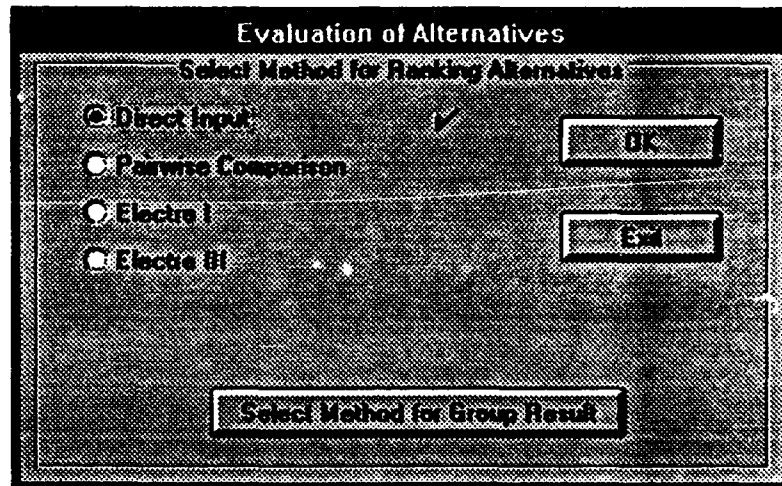 Evaluation of Alternatives
Select Method for Ranking Alternatives
Direct Input
Pairwise Comparison
Electre I
Electre III
OK
Exit
Select Method for Group Result